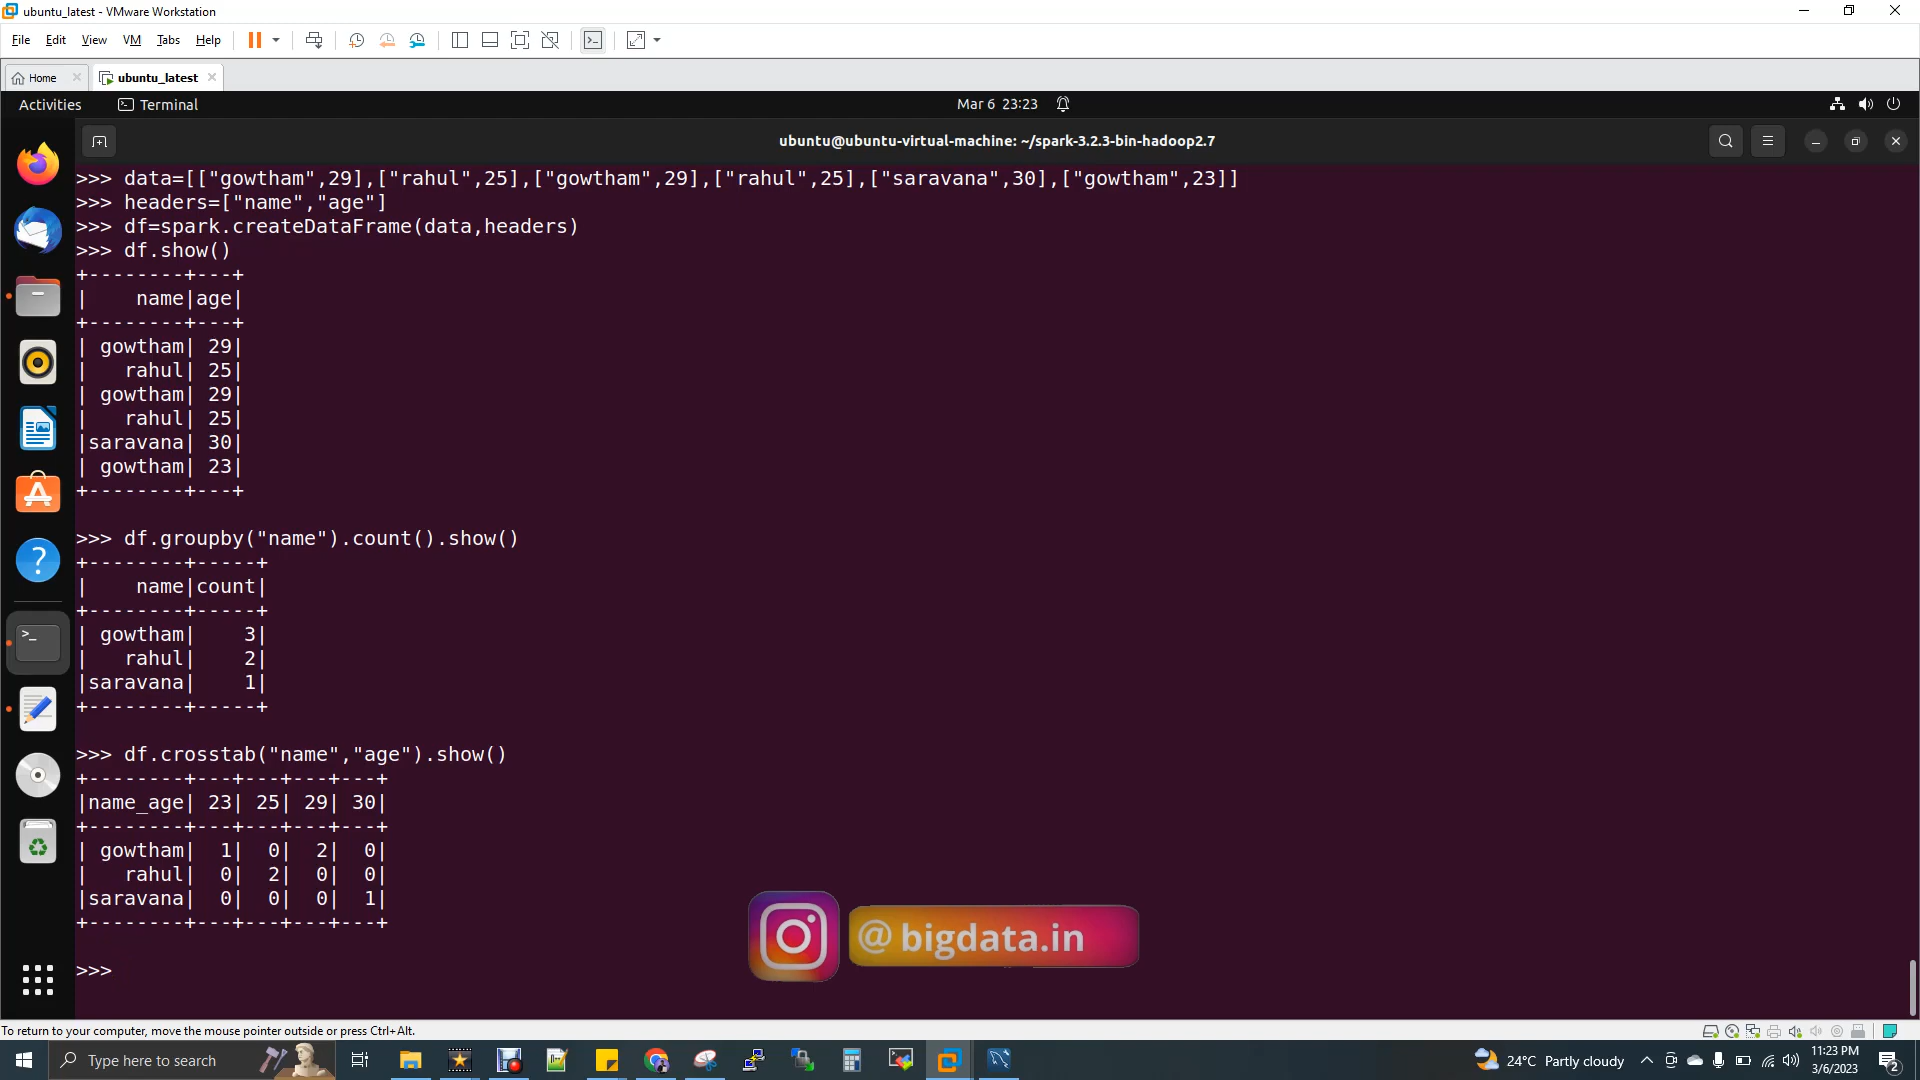 ubuntu_latest - VMware Workstation
File Edit View VM Tabs Help
Home ubuntu_latest
Activities Terminal Mar 6 23:23
ubuntu@ubuntu-virtual-machine: ~/spark-3.2.3-bin-hadoop2.7
>>> data=[["gowtham",29],["rahul",25],["gowtham",29],["rahul",25],["saravana",30],["gowtham",23]]
>>> headers=["name","age"]
>>> df=spark.createDataFrame(data,headers)
>>> df.show()
+--------+---+
|    name|age|
+--------+---+
| gowtham| 29|
|   rahul| 25|
| gowtham| 29|
|   rahul| 25|
|saravana| 30|
| gowtham| 23|
+--------+---+
>>> df.groupby("name").count().show()
+--------+-----+
|    name|count|
+--------+-----+
| gowtham|    3|
|   rahul|    2|
|saravana|    1|
+--------+-----+
>>> df.crosstab("name","age").show()
+--------+---+---+---+---+
|name_age| 23| 25| 29| 30|
+--------+---+---+---+---+
| gowtham|  1|  0|  2|  0|
|   rahul|  0|  2|  0|  0|
|saravana|  0|  0|  0|  1|
+--------+---+---+---+---+
@ bigdata.in
>>>
To return to your computer, move the mouse pointer outside or press Ctrl+Alt.
Type here to search
24°C Partly cloudy
11:23 PM
3/6/2023
2